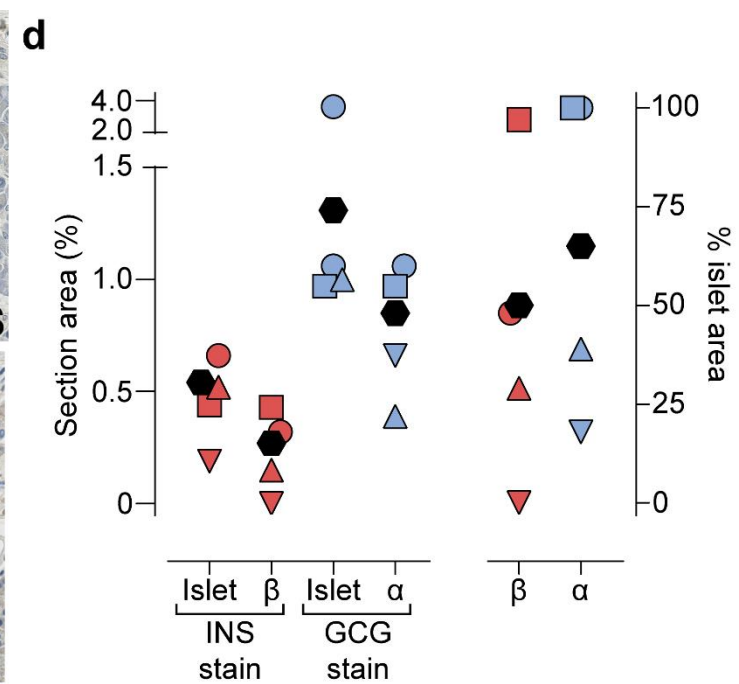 d
4.0
2.0
1.5
1.0
0.5
0
Section area (%)
100
75
50
25
0
% islet area
Islet β Islet α β α
INS GCG
stain stain